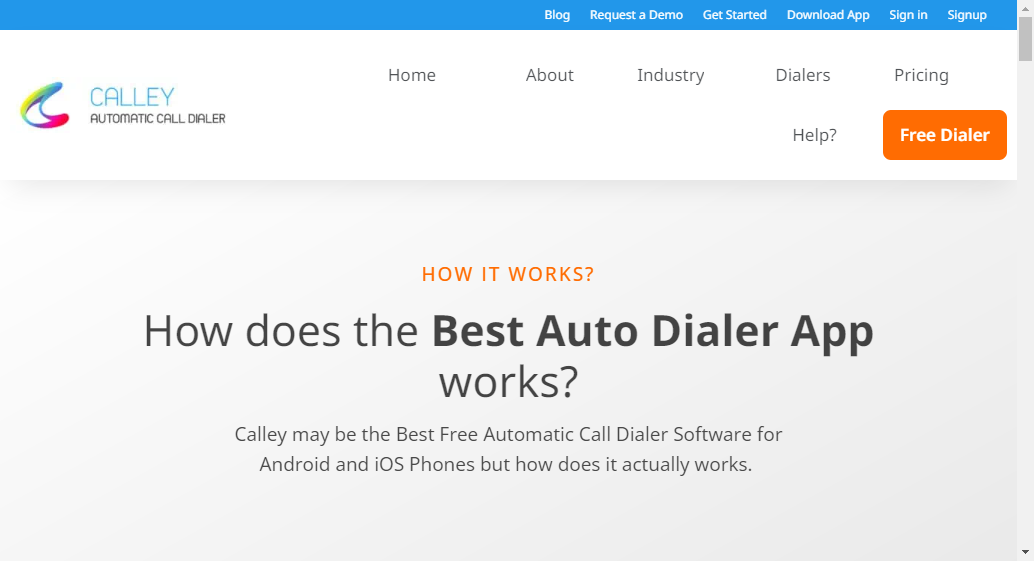 Blog Request a Demo Get Started Download App Sign in Signup
CALLEY
AUTOMATIC CALL DIALER
Home About Industry Dialers Pricing
Help? Free Dialer
HOW IT WORKS?
How does the Best Auto Dialer App
works?
Calley may be the Best Free Automatic Call Dialer Software for
Android and iOS Phones but how does it actually works.